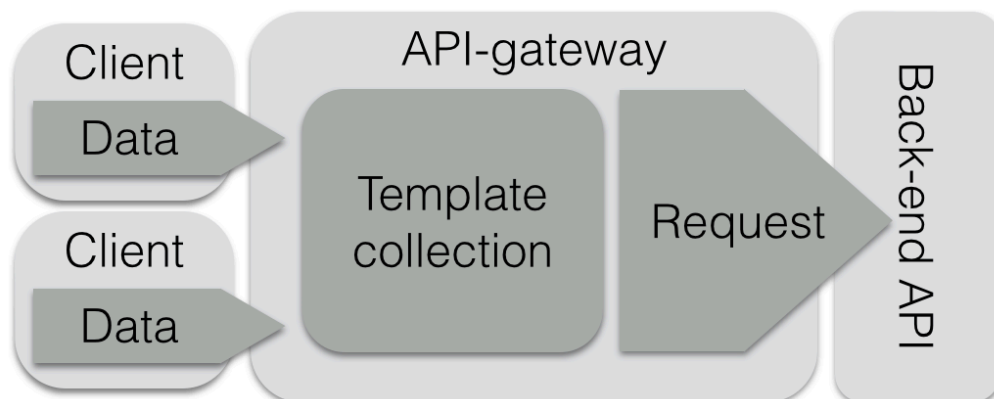 Client
Data
Client
Data
API-gateway
Template
collection
Request
Back-end API